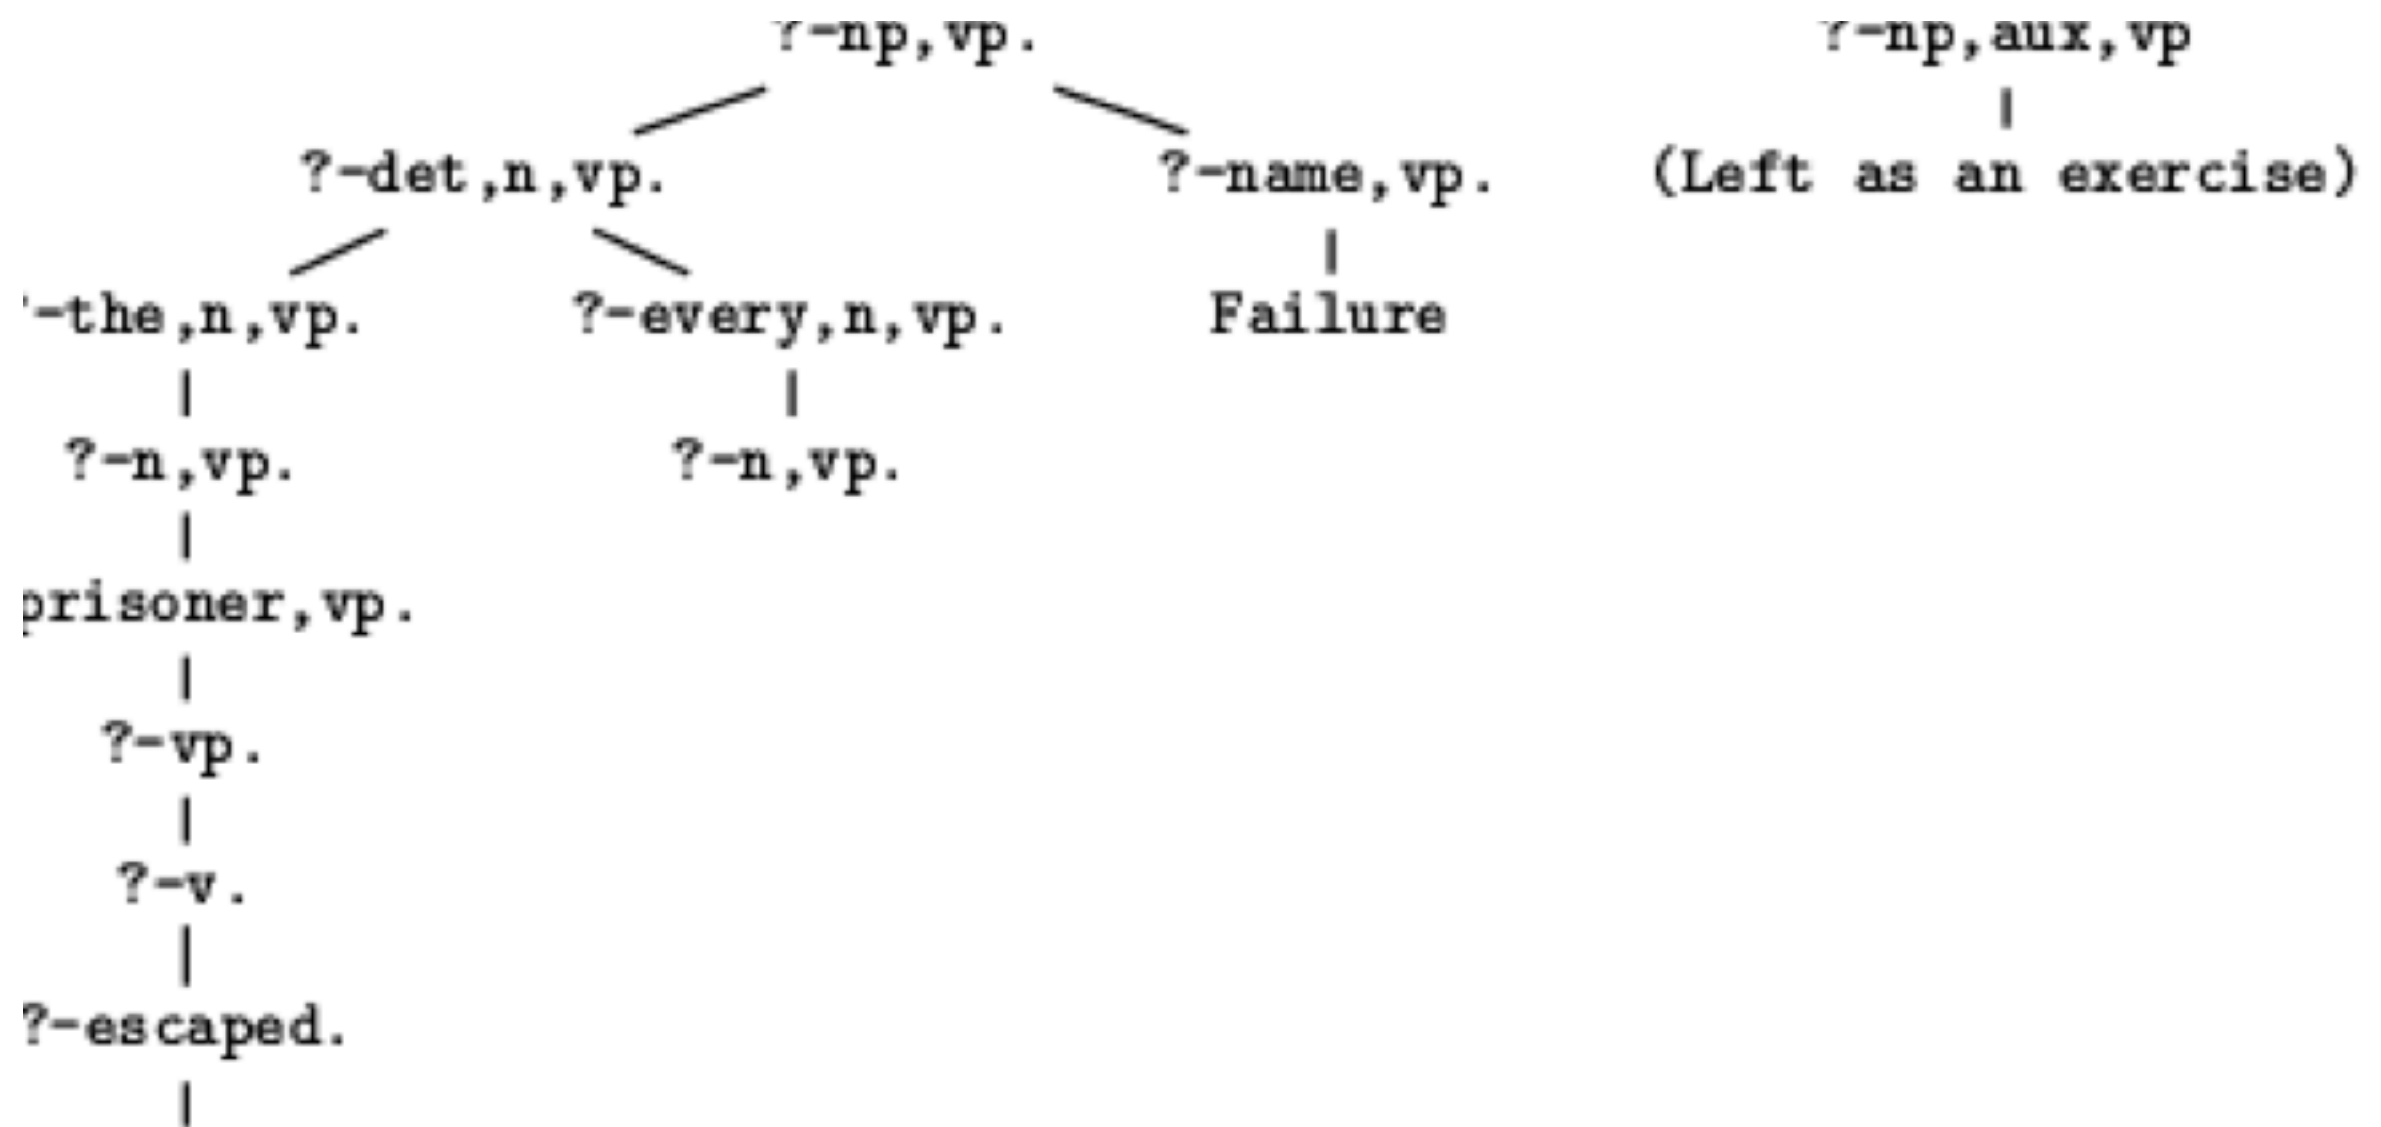 ?-np,vp. ?-np,aux,vp
?-det,n,vp. ?-name,vp. (Left as an exercise)
-the,n,vp. ?-every,n,vp. Failure
?-n,vp. ?-n,vp.
prisoner,vp.
?-vp.
?-v.
?-escaped.